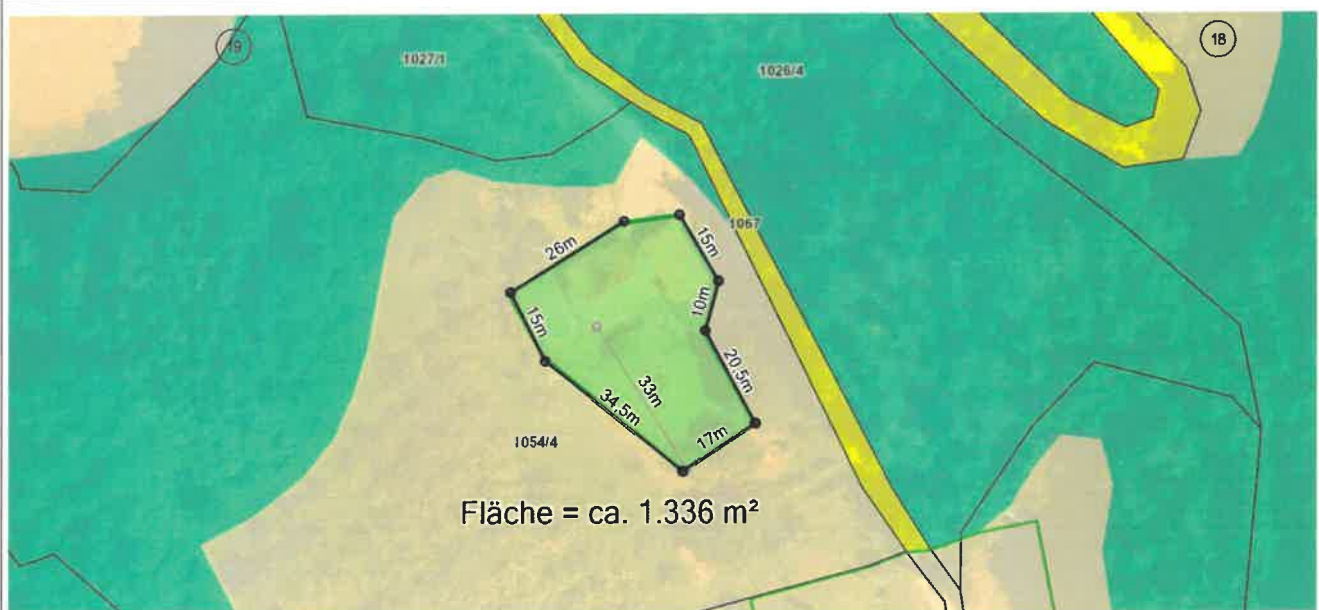 19
18
1027/1
1026/4
1067
26m
15m
10m
15m
20,5m
33m
34,5m
17m
1054/4
Fläche = ca. 1.336 m²